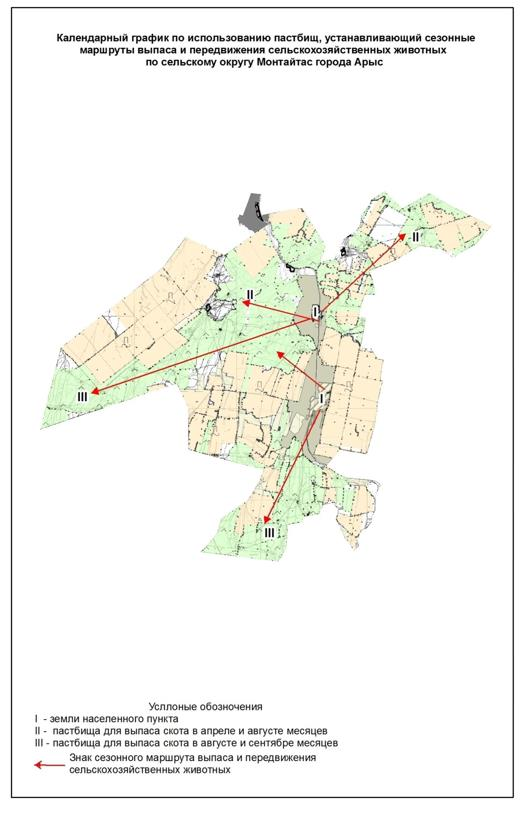 Календарный график по использованию пастбищ, устанавливающий сезонные
маршруты выпаса и передвижения сельскохозяйственных животных
по сельскому округу Монтайтас города Арыс
II
II
I
III
I
III
Усллоные обозночения
I - земли населенного пункта
II - пастбища для выпаса скота в апреле и августе месяцев
III - пастбища для выпаса скота в августе и сентябре месяцев
Знак сезонного маршрута выпаса и передвижения
сельскохозяйственных животных